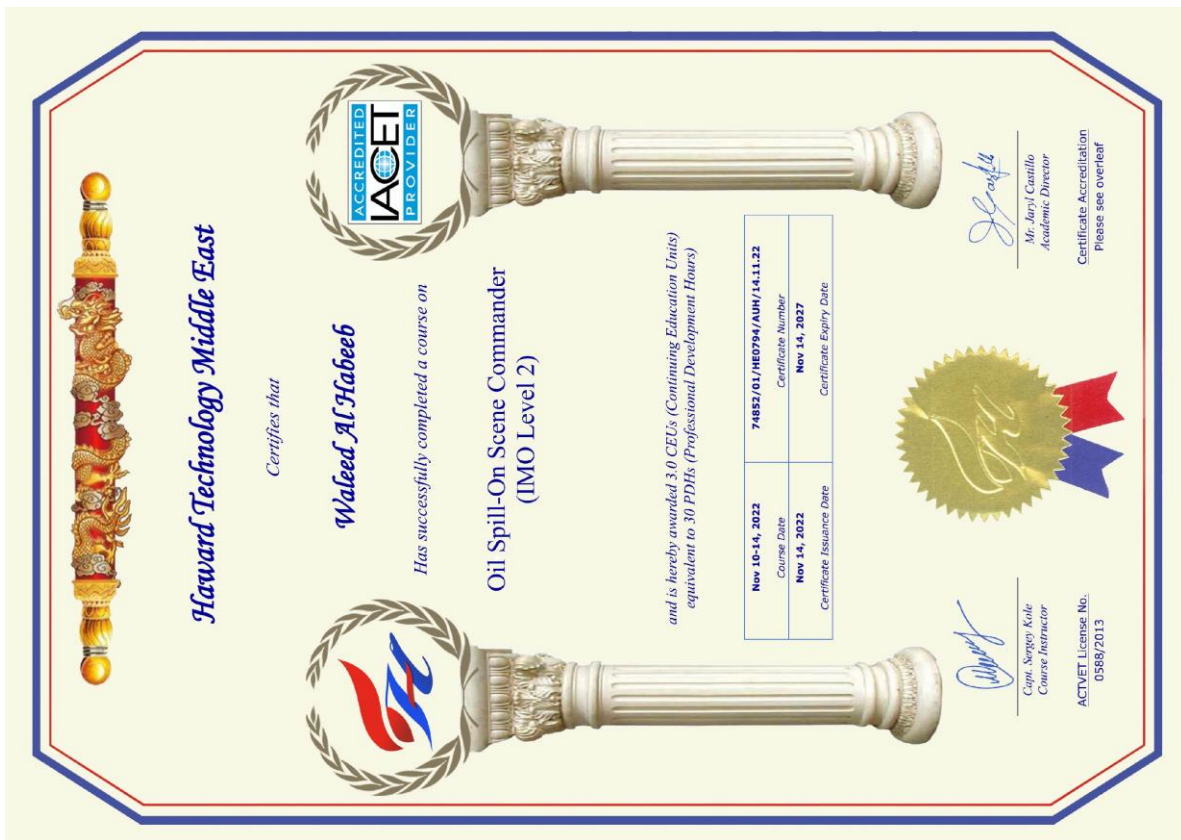 ACCREDITED
IACET
PROVIDER
Haward Technology Middle East
Certifies that
Waleed Al Habeeb
Has successfully completed a course on
Oil Spill-On Scene Commander
(IMO Level 2)
and is hereby awarded 3.0 CEUs (Continuing Education Units)
equivalent to 30 PDHs (Professional Development Hours)
Nov 10-14, 2022 74852/01/HE0794/AUH/14.11.22
Course Date Certificate Number
Nov 14, 2022 Nov 14, 2027
Certificate Issuance Date Certificate Expiry Date
Capt. Sergey Kole
Course Instructor
ACTVET License No.
0588/2013
Mr. Jaryl Castillo
Academic Director
Certificate Accreditation
Please see overleaf